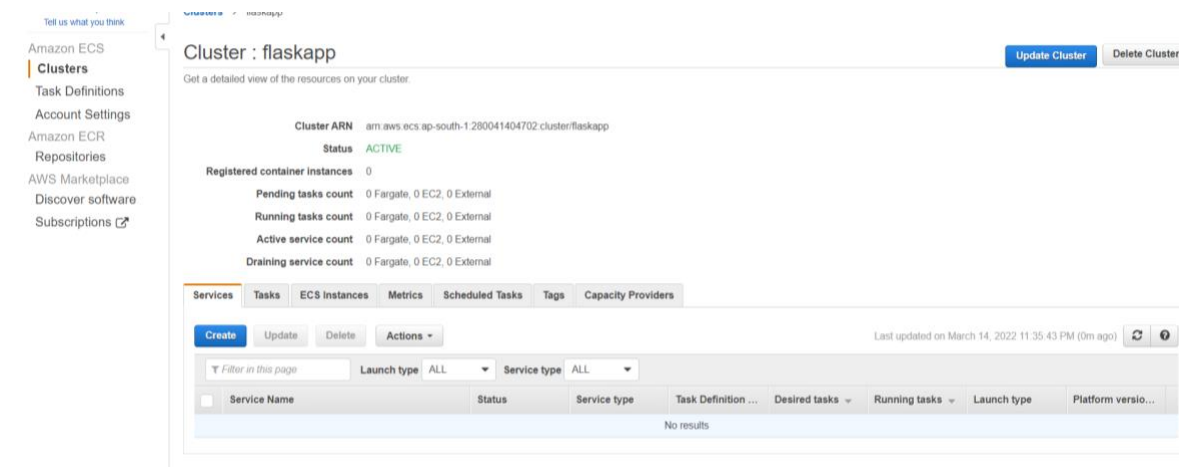 Tell us what you think
Clusters > flaskapp
Amazon ECS
Clusters
Task Definitions
Account Settings
Amazon ECR
Repositories
AWS Marketplace
Discover software
Subscriptions
Cluster : flaskapp
Update Cluster Delete Cluster
Get a detailed view of the resources on your cluster.
Cluster ARN arn:aws:ecs:ap-south-1:280041404702:cluster/flaskapp
Status ACTIVE
Registered container instances 0
Pending tasks count 0 Fargate, 0 EC2, 0 External
Running tasks count 0 Fargate, 0 EC2, 0 External
Active service count 0 Fargate, 0 EC2, 0 External
Draining service count 0 Fargate, 0 EC2, 0 External
Services Tasks ECS Instances Metrics Scheduled Tasks Tags Capacity Providers
Create Update Delete Actions Last updated on March 14, 2022 11:35:43 PM (0m ago)
Filter in this page Launch type ALL Service type ALL
Service Name Status Service type Task Definition ... Desired tasks Running tasks Launch type Platform versio...
No results